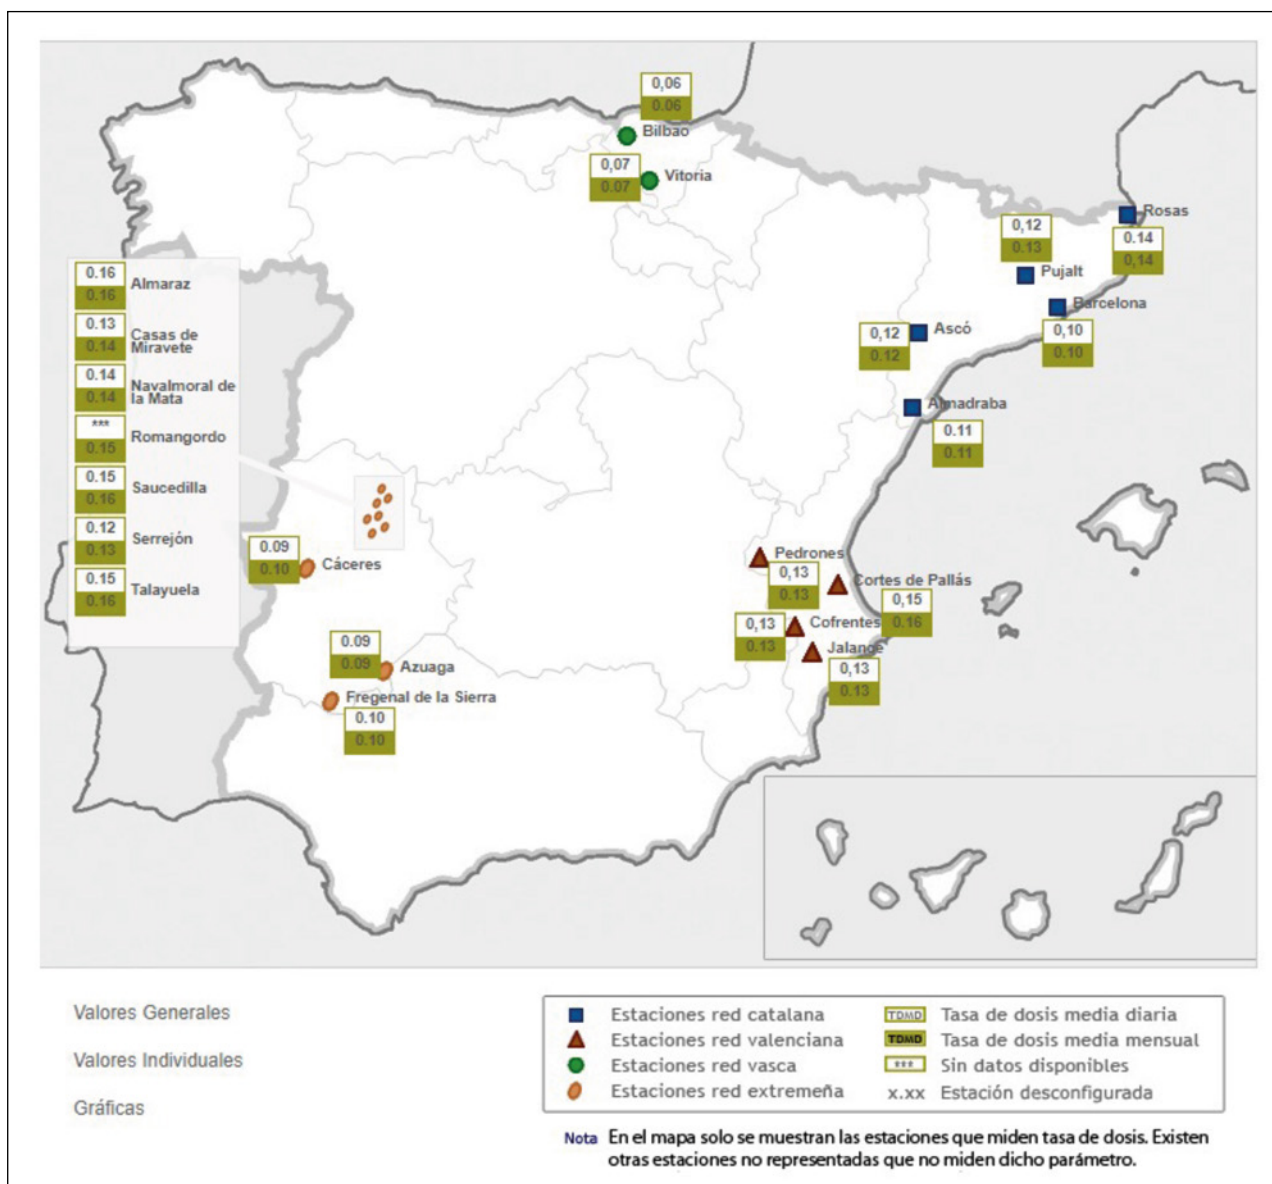 0,06
0.06
Bilbao
0,07
0.07
Vitoria
Rosas
0.14
0,14
0,12
0.13
Pujalt
Barcelona
0,10
0.10
Ascó
0,12
0.12
Almadraba
0.11
0.11
0.16
0.16
Almaraz
0.13
0.14
Casas de
Miravete
0.14
0.14
Navalmoral de
la Mata
***
0.15
Romangordo
0.15
0.16
Saucedilla
0.12
0.13
Serrejón
0.15
0.16
Talayuela
0.09
0.10
Cáceres
0.09
0.09
Azuaga
Fregenal de la Sierra
0.10
0.10
Pedrones
0,13
0.13
Cortes de Pallás
0,15
0.16
Cofrentes
0,13
0.13
Jalance
0,13
0.13
Valores Generales
Valores Individuales
Gráficas
Estaciones red catalana
Estaciones red valenciana
Estaciones red vasca
Estaciones red extremeña
TDMD Tasa de dosis media diaria
TDMD Tasa de dosis media mensual
*** Sin datos disponibles
x.xx Estación desconfigurada
Nota En el mapa solo se muestran las estaciones que miden tasa de dosis. Existen
otras estaciones no representadas que no miden dicho parámetro.